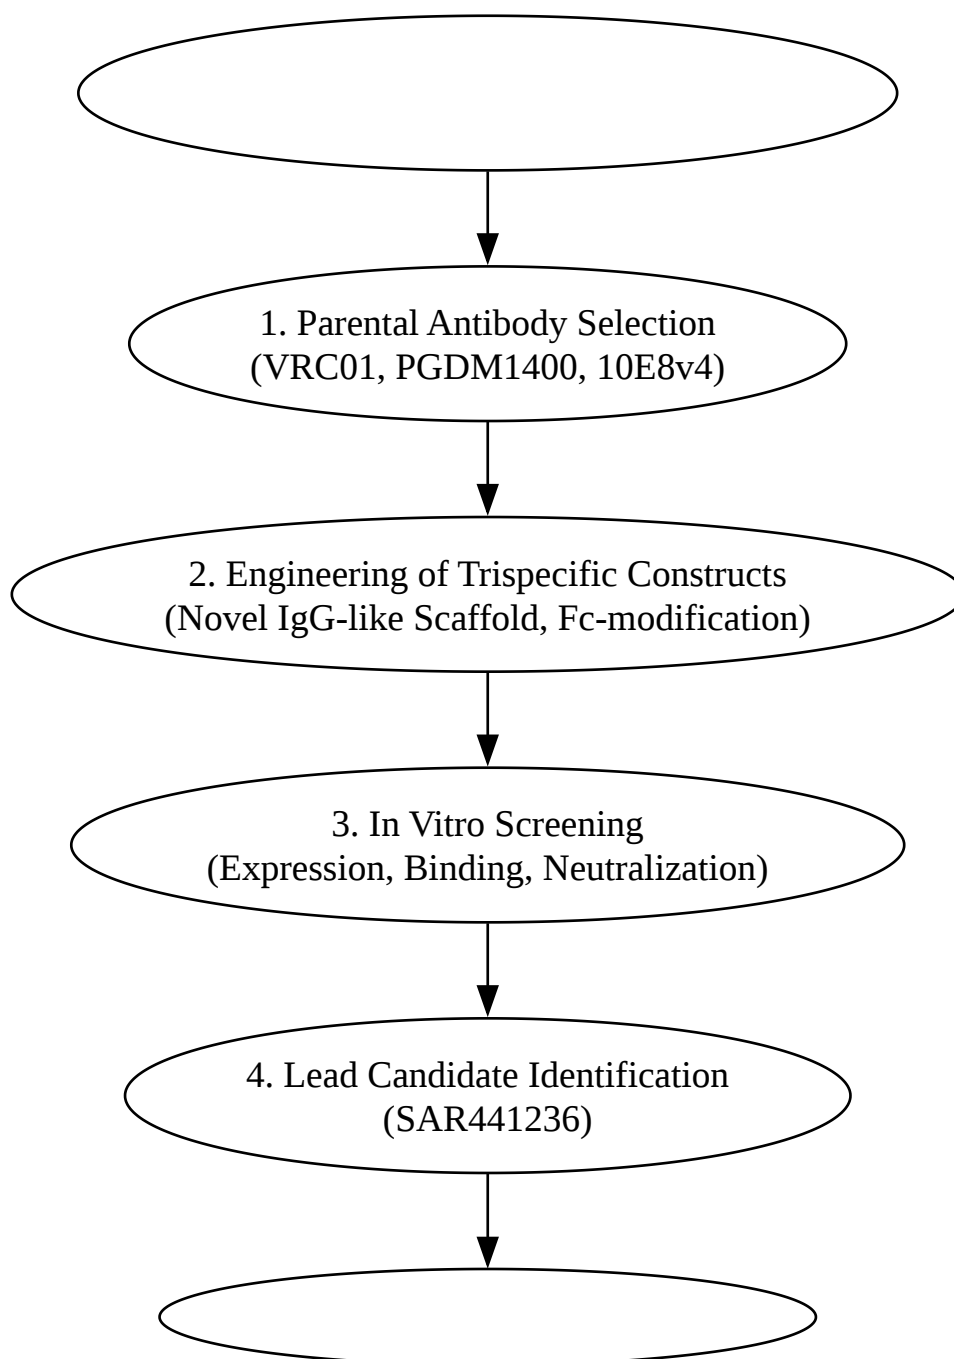 1. Parental Antibody Selection
(VRC01, PGDM1400, 10E8v4)
2. Engineering of Trispecific Constructs
(Novel IgG-like Scaffold, Fc-modification)
3. In Vitro Screening
(Expression, Binding, Neutralization)
4. Lead Candidate Identification
(SAR441236)